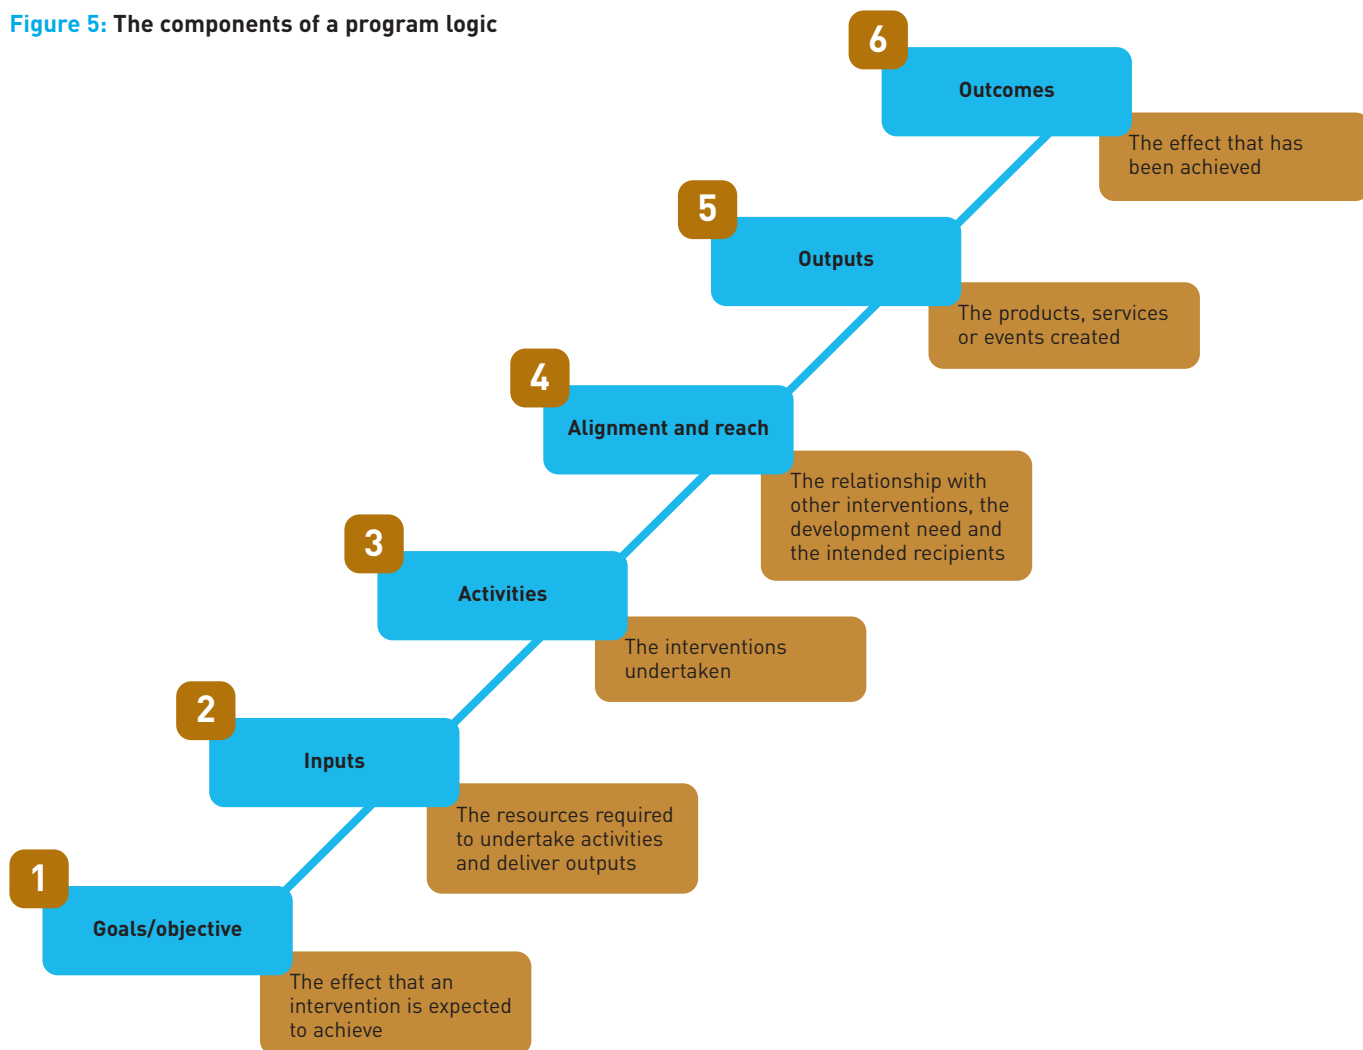 Figure 5: The components of a program logic
6
Outcomes
The effect that has
been achieved
5
Outputs
The products, services
or events created
4
Alignment and reach
The relationship with
other interventions, the
development need and
the intended recipients
3
Activities
The interventions
undertaken
2
Inputs
The resources required
to undertake activities
and deliver outputs
1
Goals/objective
The effect that an
intervention is expected
to achieve